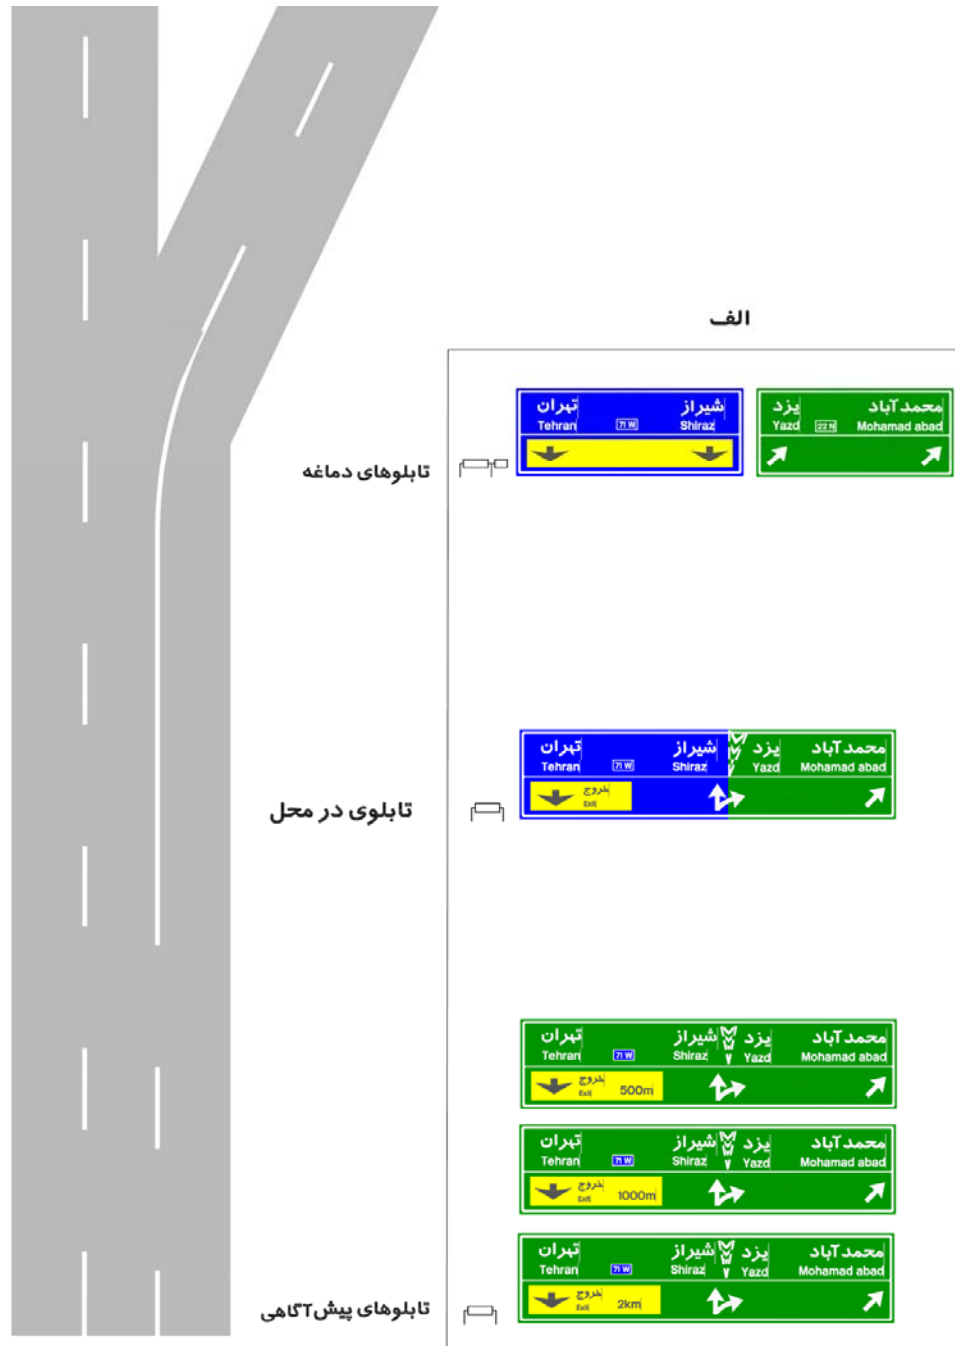 الف
تهران شیراز
Tehran 71 W Shiraz
یزد محمدآباد
Yazd 22 N Mohamad abad
تابلوهای دماغه
تهران شیراز یزد محمدآباد
Tehran 71 W Shiraz Yazd Mohamad abad
خروج
Exit
تابلوی در محل
تهران شیراز یزد محمدآباد
Tehran 71 W Shiraz Yazd Mohamad abad
خروج
Exit 500m
تهران شیراز یزد محمدآباد
Tehran 71 W Shiraz Yazd Mohamad abad
خروج
Exit 1000m
تهران شیراز یزد محمدآباد
Tehran 71 W Shiraz Yazd Mohamad abad
خروج
Exit 2km
تابلوهای پیش‌آگاهی